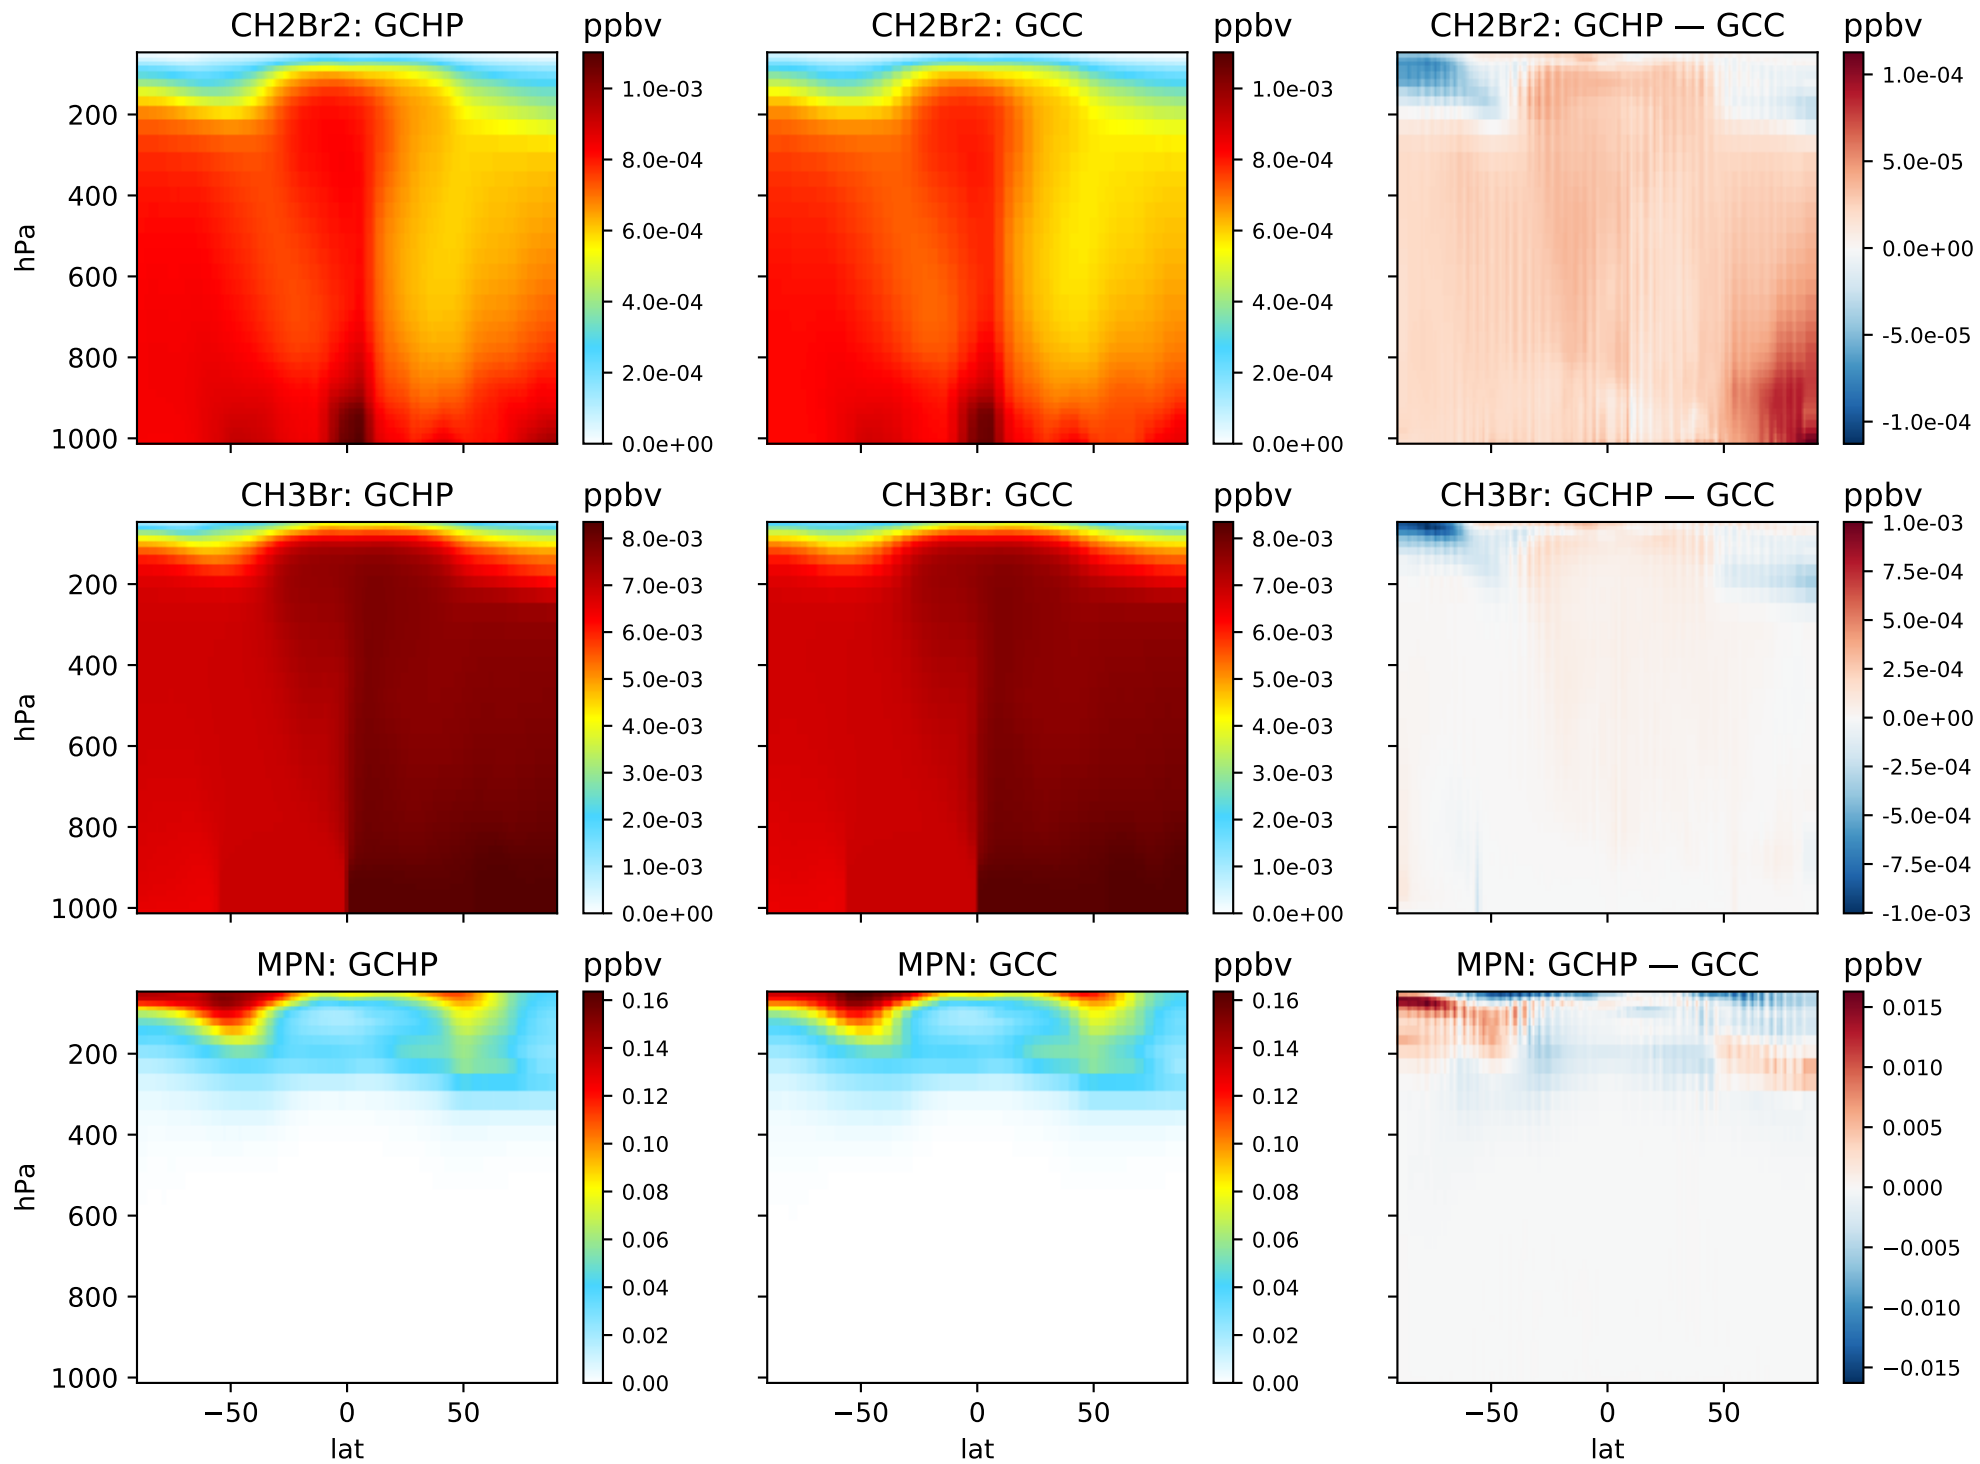 CH2Br2: GCHP
ppbv
CH2Br2: GCC
ppbv
CH2Br2: GCHP — GCC
ppbv
hPa
200
400
600
800
1000
1.0e-03
8.0e-04
6.0e-04
4.0e-04
2.0e-04
0.0e+00
1.0e-03
8.0e-04
6.0e-04
4.0e-04
2.0e-04
0.0e+00
1.0e-04
5.0e-05
0.0e+00
-5.0e-05
-1.0e-04
CH3Br: GCHP
ppbv
CH3Br: GCC
ppbv
CH3Br: GCHP — GCC
ppbv
hPa
200
400
600
800
1000
8.0e-03
7.0e-03
6.0e-03
5.0e-03
4.0e-03
3.0e-03
2.0e-03
1.0e-03
0.0e+00
8.0e-03
7.0e-03
6.0e-03
5.0e-03
4.0e-03
3.0e-03
2.0e-03
1.0e-03
0.0e+00
1.0e-03
7.5e-04
5.0e-04
2.5e-04
0.0e+00
-2.5e-04
-5.0e-04
-7.5e-04
-1.0e-03
MPN: GCHP
ppbv
MPN: GCC
ppbv
MPN: GCHP — GCC
ppbv
hPa
200
400
600
800
1000
0.16
0.14
0.12
0.10
0.08
0.06
0.04
0.02
0.00
0.16
0.14
0.12
0.10
0.08
0.06
0.04
0.02
0.00
0.015
0.010
0.005
0.000
−0.005
−0.010
−0.015
−50 0 50
−50 0 50
−50 0 50
lat
lat
lat